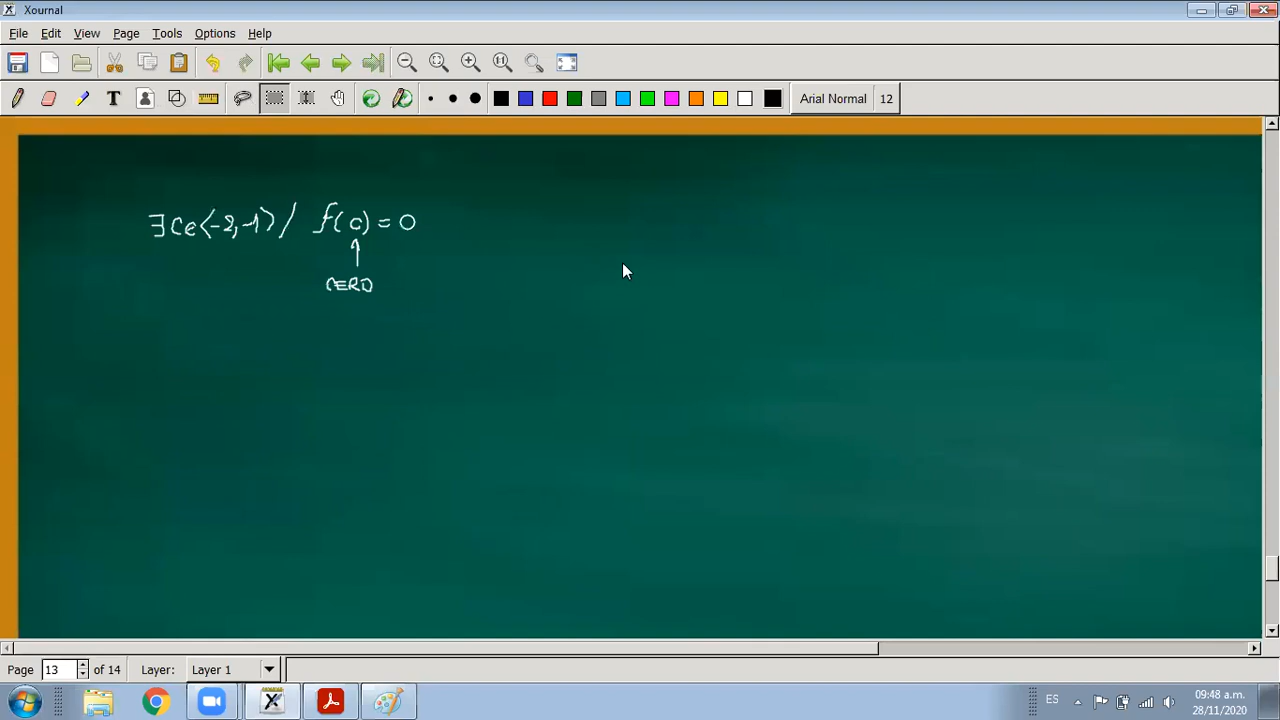 Xournal
File Edit View Page Tools Options Help
Arial Normal 12
∃ c∈⟨-2,-1⟩ / f(c) = 0
↑
CERO
Page 13 of 14 Layer: Layer 1
ES 09:48 a.m.
28/11/2020